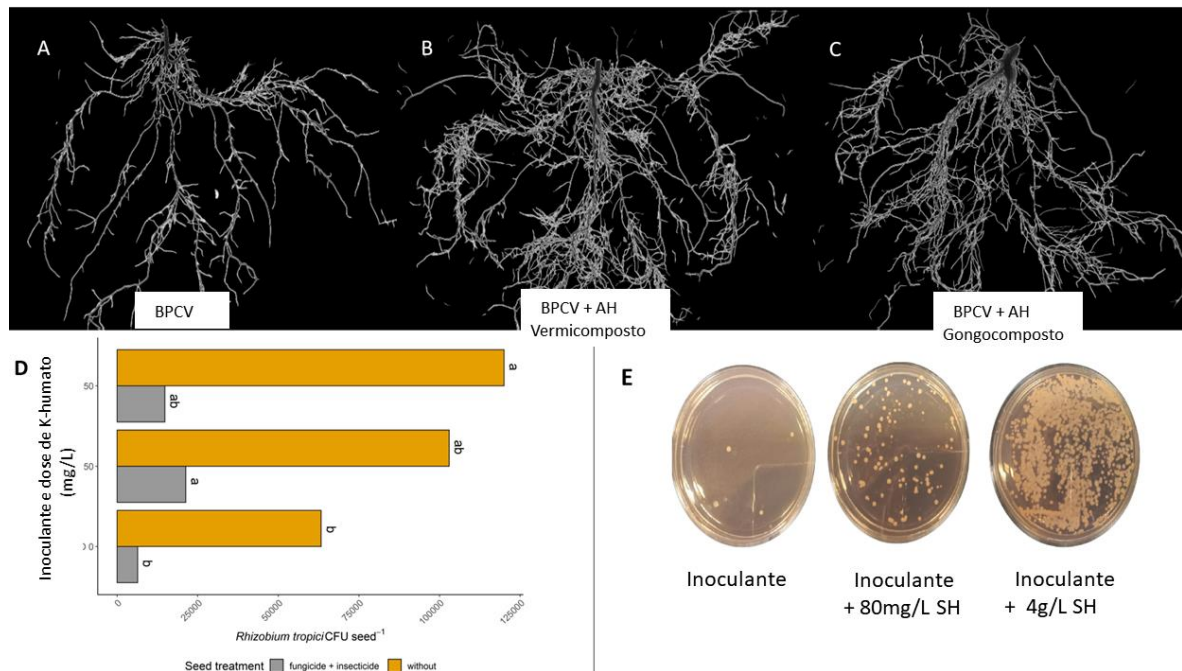 A
B
C
BPCV
BPCV + AH
Vermicomposto
BPCV + AH
Gongocomposto
D
Inoculante e dose de K-humato
(mg/L)
50
a
ab
50
ab
a
0
b
b
0
25000
50000
75000
100000
125000
Rhizobium tropici CFU seed⁻¹
Seed treatment fungicide + insecticide without
E
Inoculante
Inoculante
+ 80mg/L SH
Inoculante
+ 4g/L SH